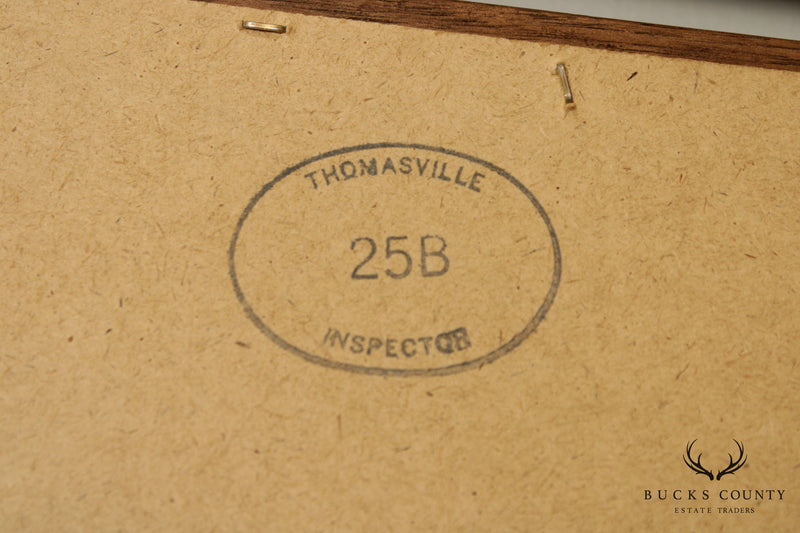 THOMASVILLE
25B
INSPECTOR
BUCKS COUNTY
ESTATE TRADERS